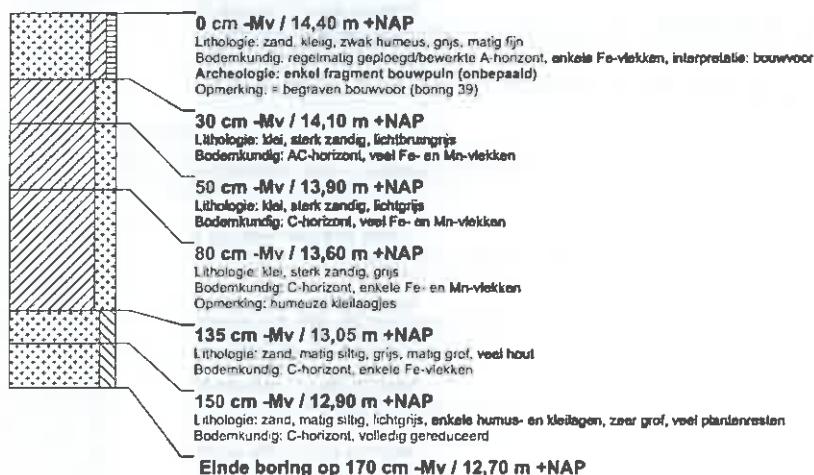 0 cm -Mv / 14,40 m +NAP
Lithologie: zand, kleiig, zwak humeus, grijs, matig fijn
Bodemkundig: regelmatig geploegd/bewerkte A-horizont, enkele Fe-vlekken, interpretatie: bouwvoor
Archeologie: enkel fragment bouwpuin (onbepaald)
Opmerking: = begraven bouwvoor (boring 39)
30 cm -Mv / 14,10 m +NAP
Lithologie: klei, sterk zandig, lichtbruingrijs
Bodemkundig: AC-horizont, veel Fe- en Mn-vlekken
50 cm -Mv / 13,90 m +NAP
Lithologie: klei, sterk zandig, lichtgrijs
Bodemkundig: C-horizont, veel Fe- en Mn-vlekken
80 cm -Mv / 13,60 m +NAP
Lithologie: klei, sterk zandig, grijs
Bodemkundig: C-horizont, enkele Fe- en Mn-vlekken
Opmerking: humeuze kleilaagjes
135 cm -Mv / 13,05 m +NAP
Lithologie: zand, matig siltig, grijs, matig grof, veel hout
Bodemkundig: C-horizont, enkele Fe-vlekken
150 cm -Mv / 12,90 m +NAP
Lithologie: zand, matig siltig, lichtgrijs, enkele humus- en kleilagen, zeer grof, veel plantenresten
Bodemkundig: C-horizont, volledig gereduceerd
Einde boring op 170 cm -Mv / 12,70 m +NAP